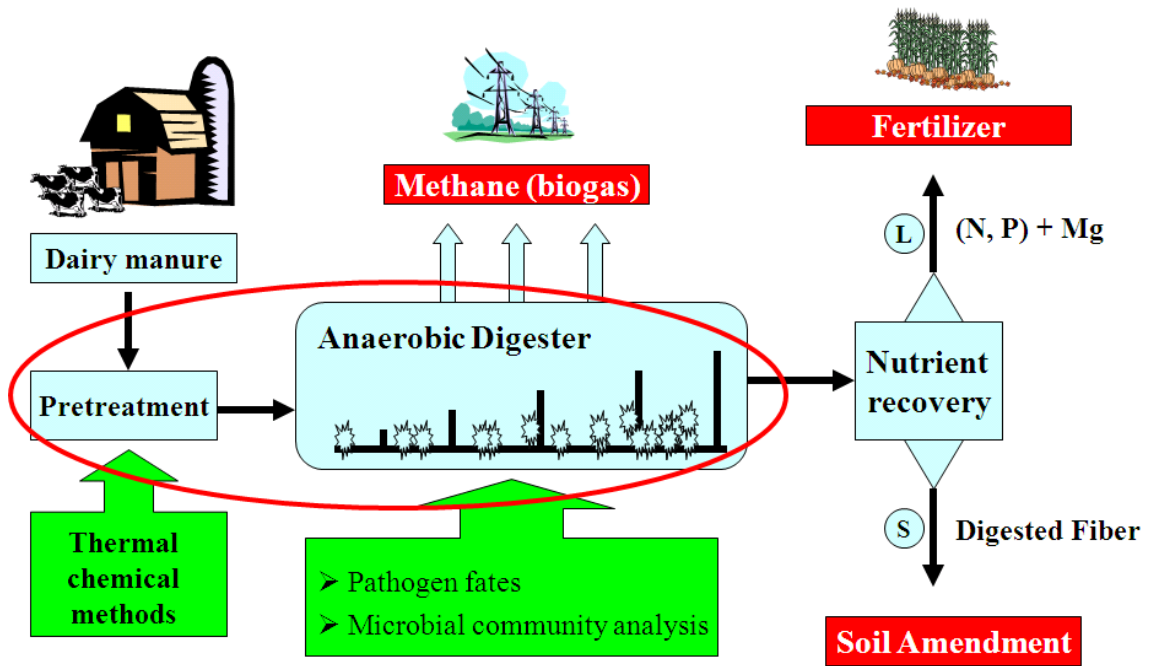 Dairy manure
Pretreatment
Thermal
chemical
methods
Methane (biogas)
Anaerobic Digester
➢ Pathogen fates
➢ Microbial community analysis
Fertilizer
L
(N, P) + Mg
Nutrient
recovery
S
Digested Fiber
Soil Amendment